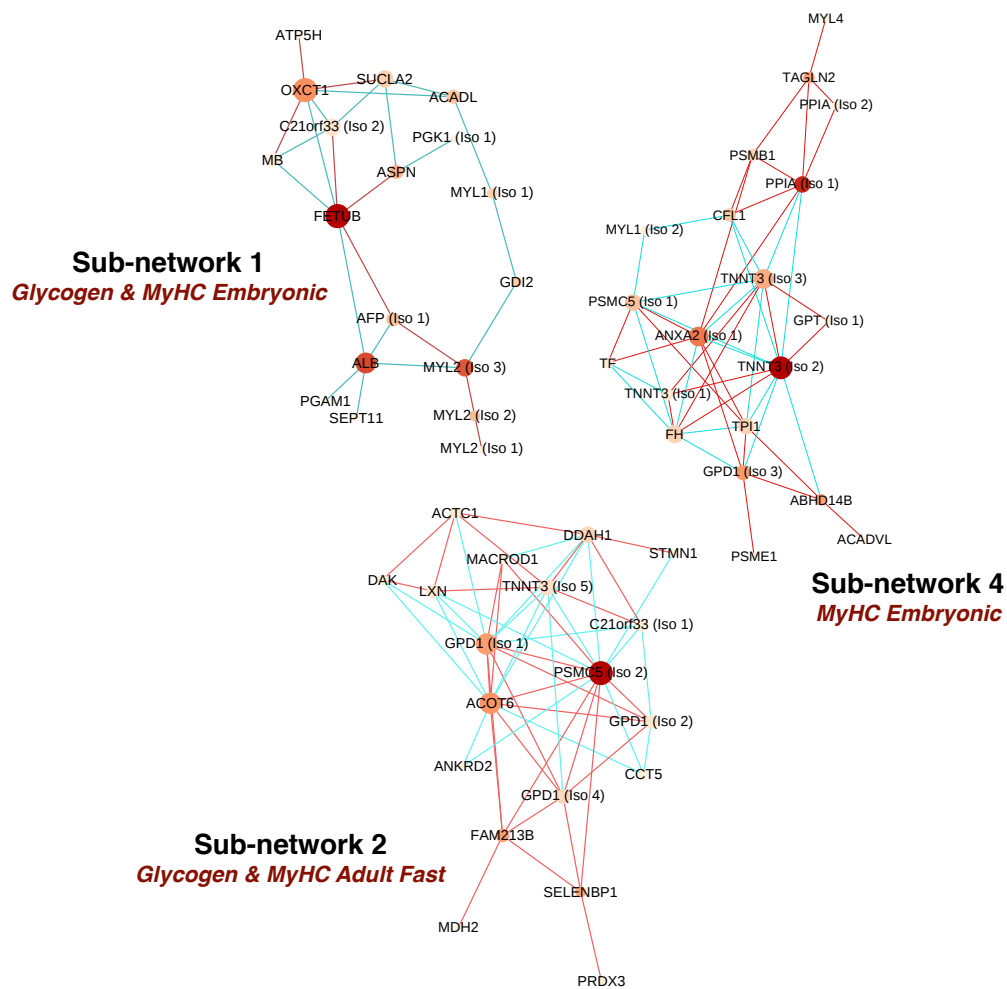 ATP5H
SUCLA2
OXCT1
ACADL
C21orf33 (Iso 2)
PGK1 (Iso 1)
MB
ASPN
MYL1 (Iso 1)
FETUB
Sub-network 1
Glycogen & MyHC Embryonic
GDI2
AFP (Iso 1)
ALB
MYL2 (Iso 3)
PGAM1
SEPT11
MYL2 (Iso 2)
MYL2 (Iso 1)
MYL4
TAGLN2
PPIA (Iso 2)
PSMB1
PPIA (Iso 1)
CFL1
MYL1 (Iso 2)
TNNT3 (Iso 3)
PSMC5 (Iso 1)
GPT (Iso 1)
ANXA2 (Iso 1)
TF
TNNT3 (Iso 2)
TNNT3 (Iso 1)
FH
TPI1
GPD1 (Iso 3)
ABHD14B
ACADVL
PSME1
Sub-network 4
MyHC Embryonic
ACTC1
DDAH1
STMN1
MACROD1
DAK
LXN
TNNT3 (Iso 5)
C21orf33 (Iso 1)
GPD1 (Iso 1)
PSMC5 (Iso 2)
ACOT6
GPD1 (Iso 2)
ANKRD2
CCT5
GPD1 (Iso 4)
FAM213B
Sub-network 2
Glycogen & MyHC Adult Fast
SELENBP1
MDH2
PRDX3